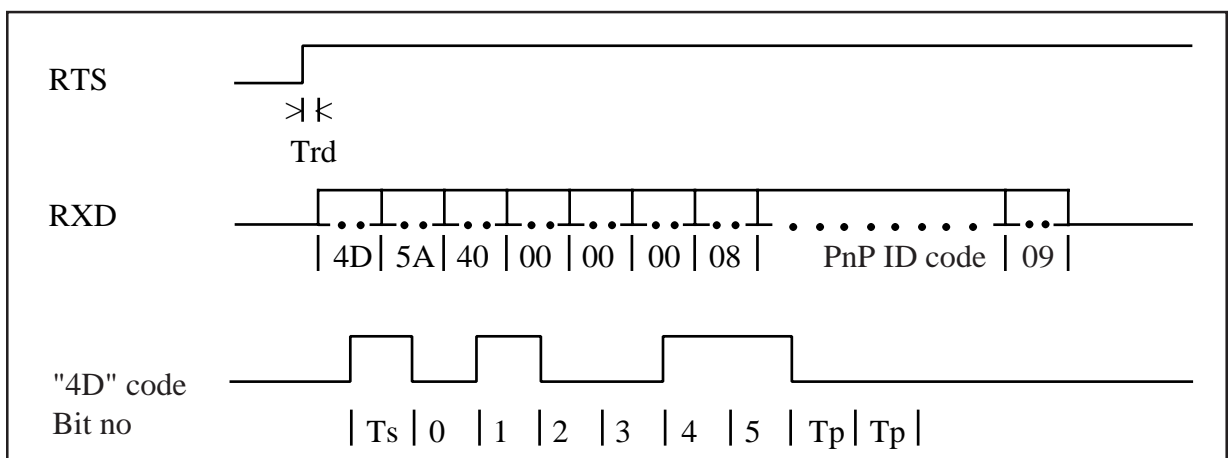 RTS
Trd
RXD
4D 5A 40 00 00 00 08 PnP ID code 09
"4D" code
Bit no
Ts 0 1 2 3 4 5 Tp Tp